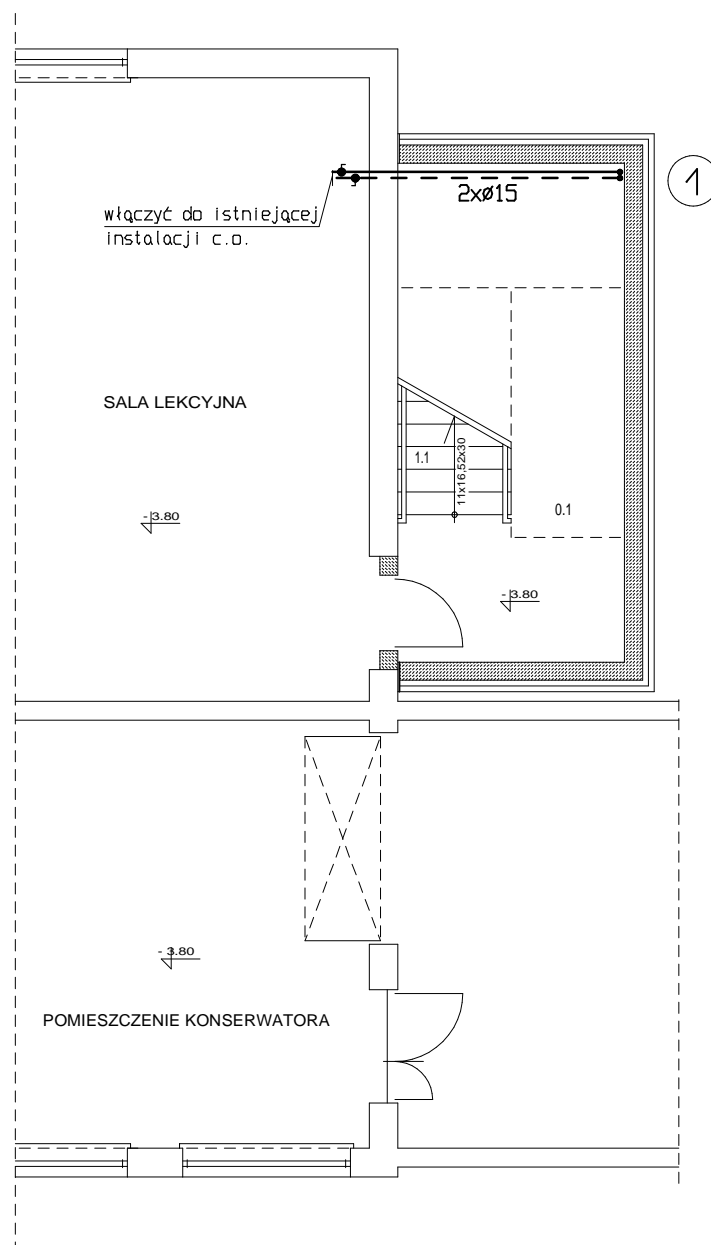 1
2xø15
włączyć do istniejącej
instalacji c.o.
SALA LEKCYJNA
1.1
11x16,52x30
0.1
- 3.80
- 3.80
- 3.80
POMIESZCZENIE KONSERWATORA